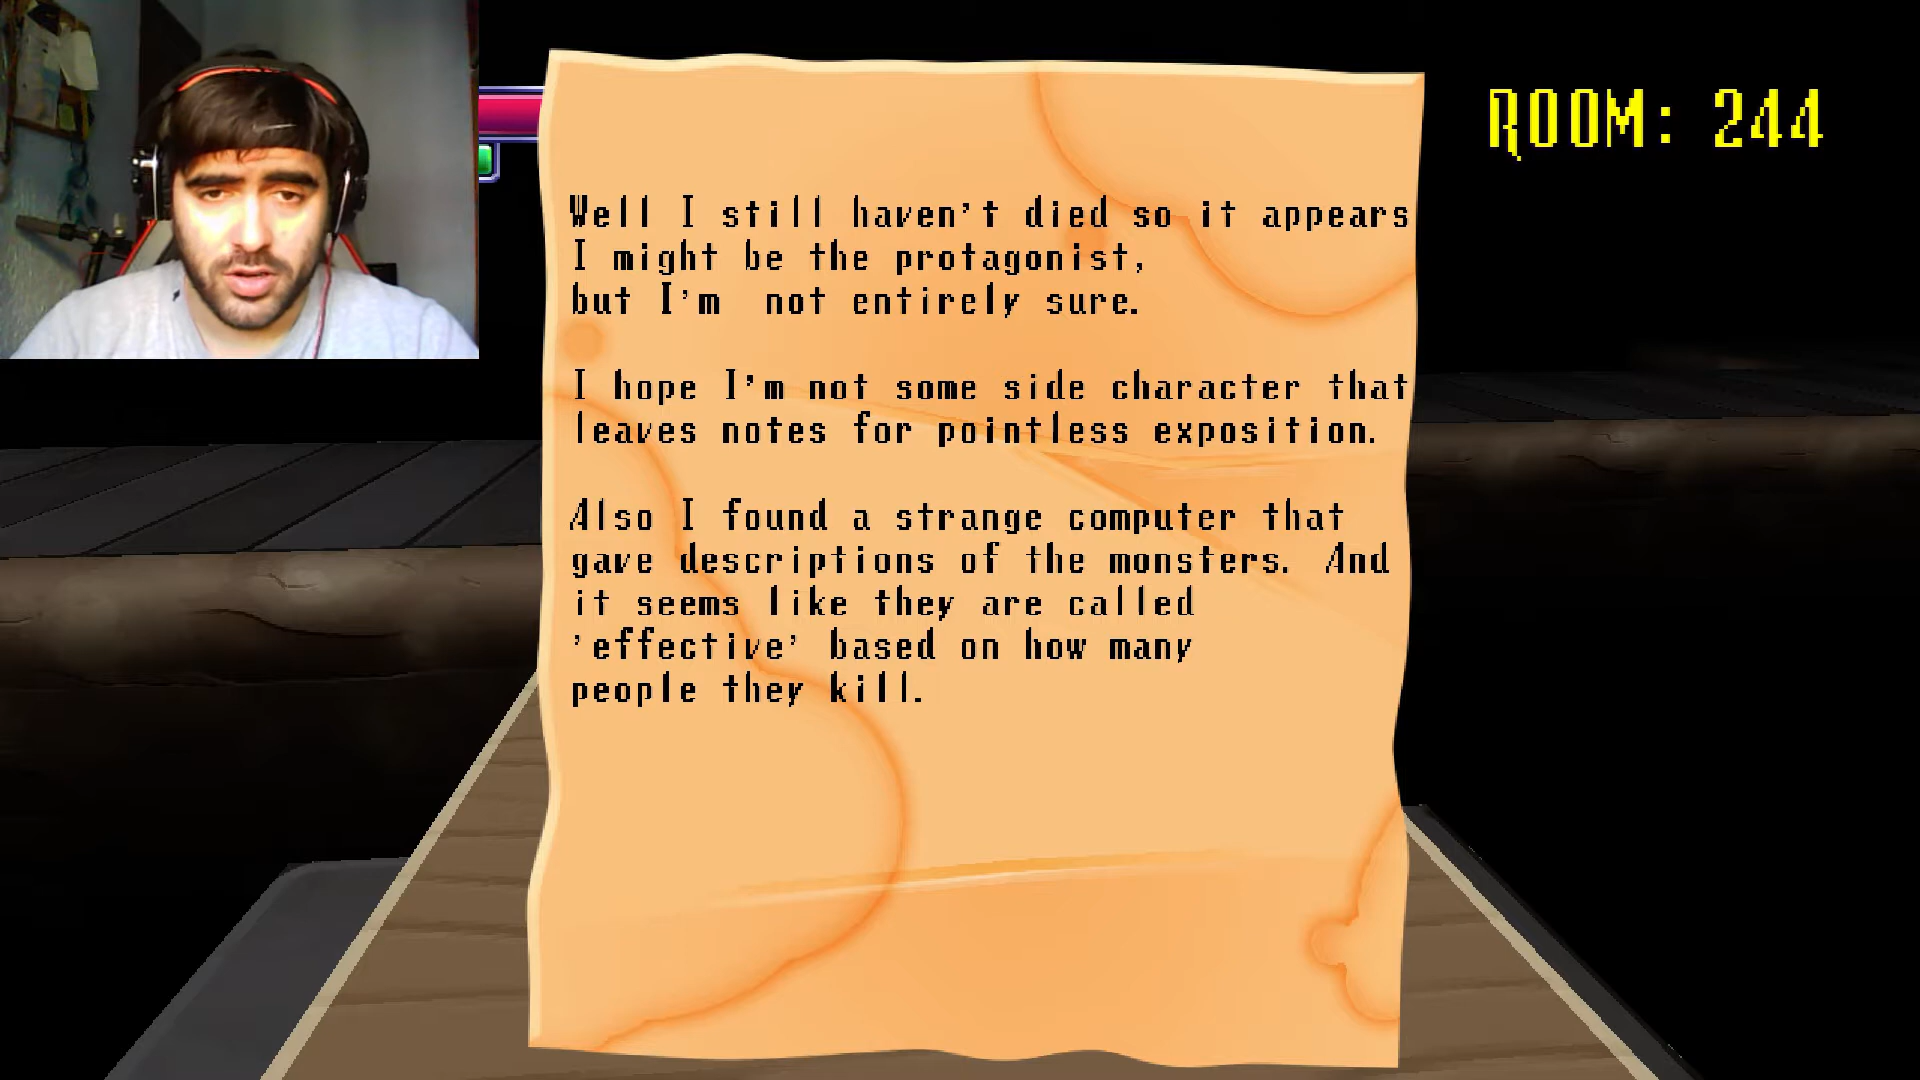 ROOM: 244
Well I still haven't died so it appears
I might be the protagonist,
but I'm  not entirely sure.
I hope I'm not some side character that
leaves notes for pointless exposition.
Also I found a strange computer that
gave descriptions of the monsters. And
it seems like they are called
'effective' based on how many
people they kill.